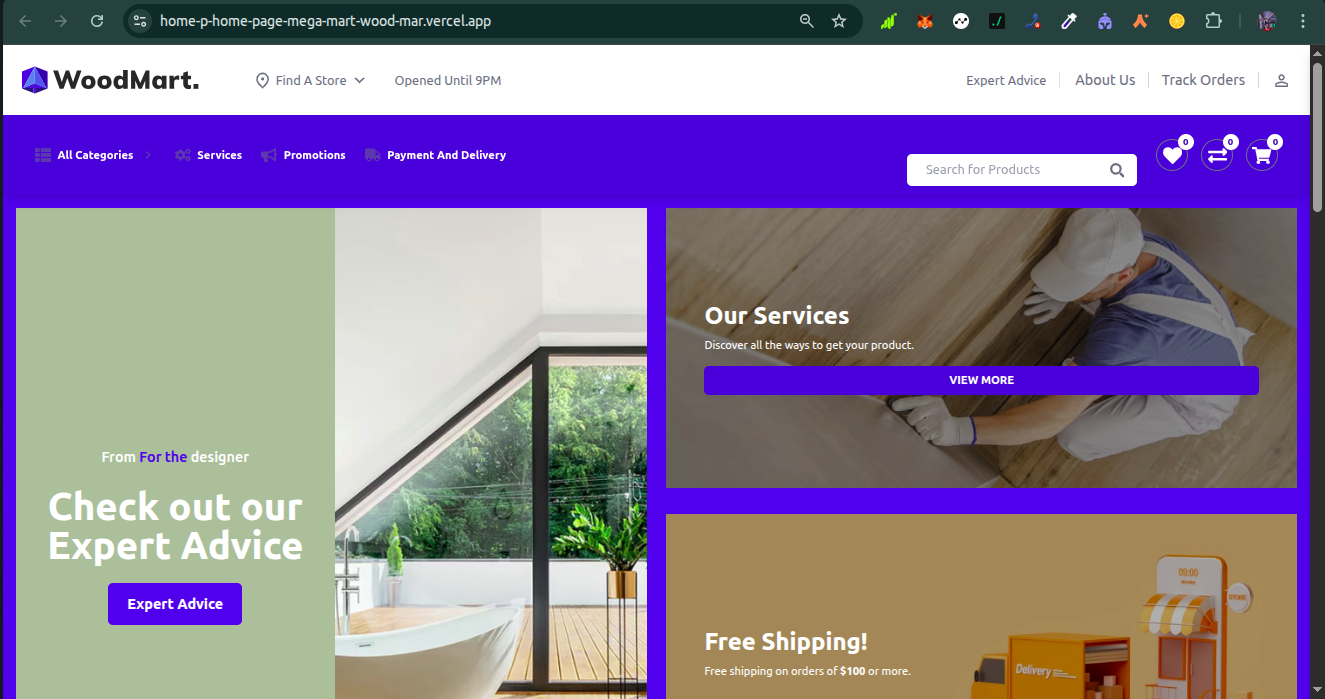 home-p-home-page-mega-mart-wood-mar.vercel.app
WoodMart.
Find A Store
Opened Until 9PM
Expert Advice
About Us
Track Orders
All Categories
Services
Promotions
Payment And Delivery
Search for Products
0
0
0
From For the designer
Check out our
Expert Advice
Expert Advice
Our Services
Discover all the ways to get your product.
VIEW MORE
Free Shipping!
Free shipping on orders of $100 or more.
09:00
Monday
STORE
Delivery